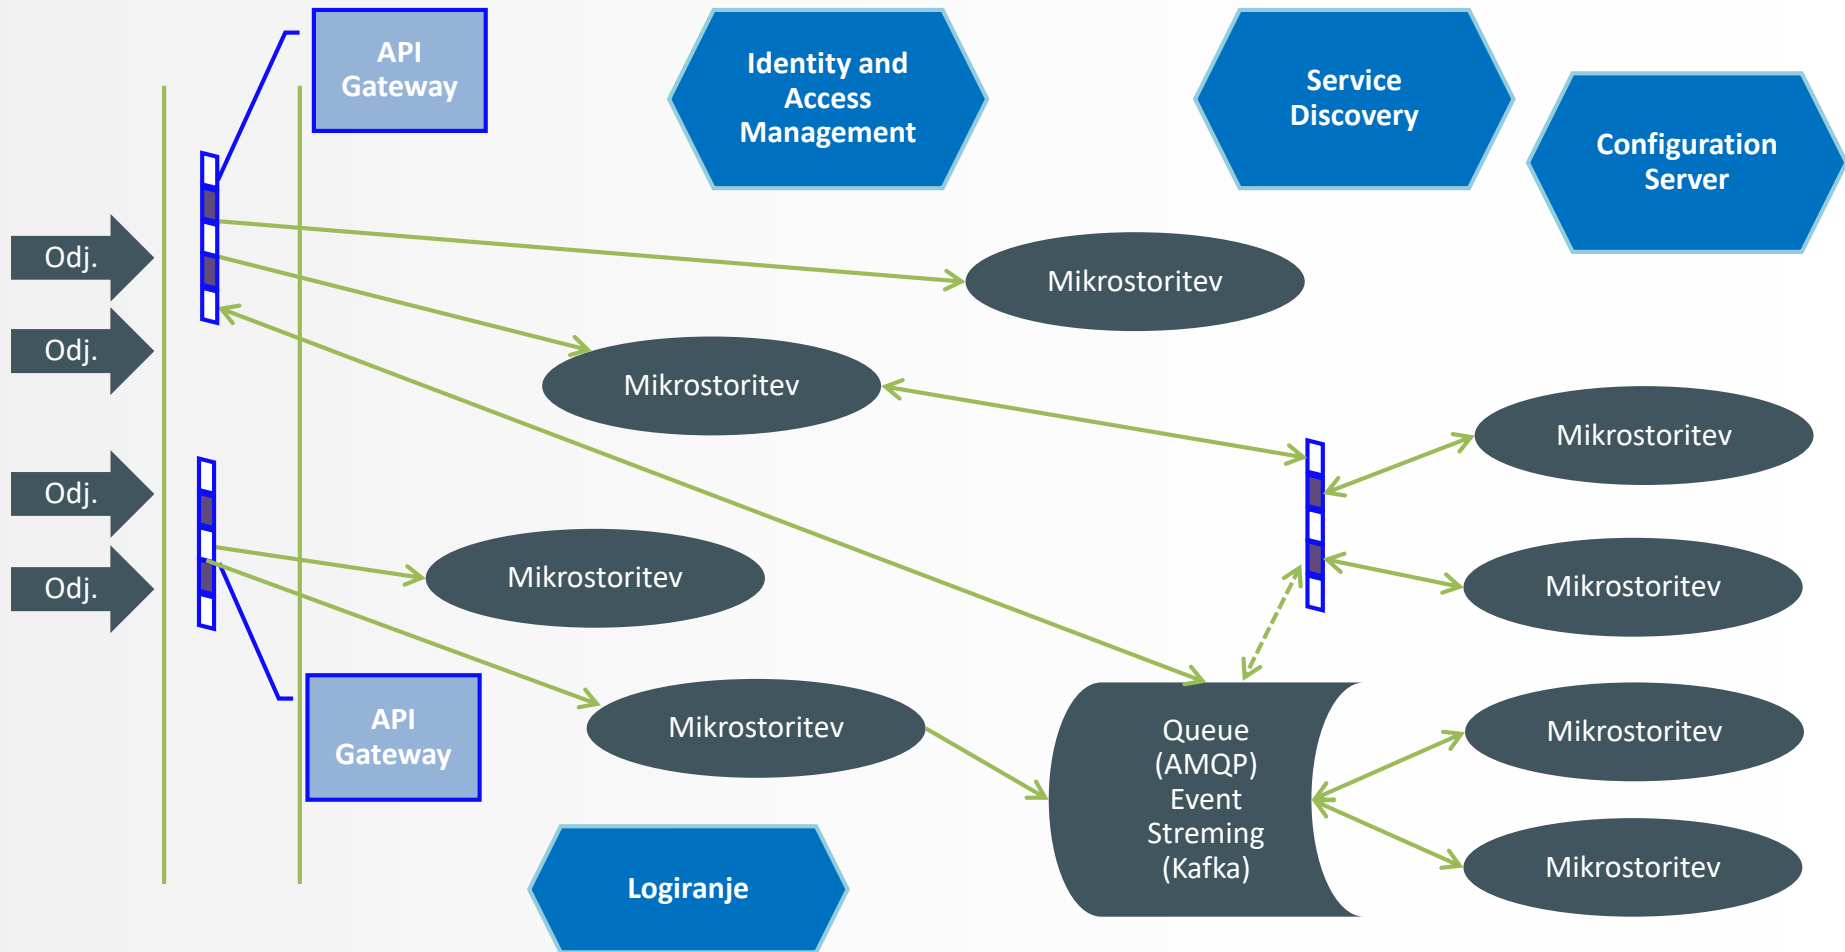 API
Gateway
Identity and
Access
Management
Service
Discovery
Configuration
Server
Odj.
Mikrostoritev
Odj.
Mikrostoritev
Mikrostoritev
Odj.
Mikrostoritev
Odj.
Mikrostoritev
API
Gateway
Mikrostoritev
Queue
(AMQP)
Event
Streming
(Kafka)
Mikrostoritev
Mikrostoritev
Logiranje